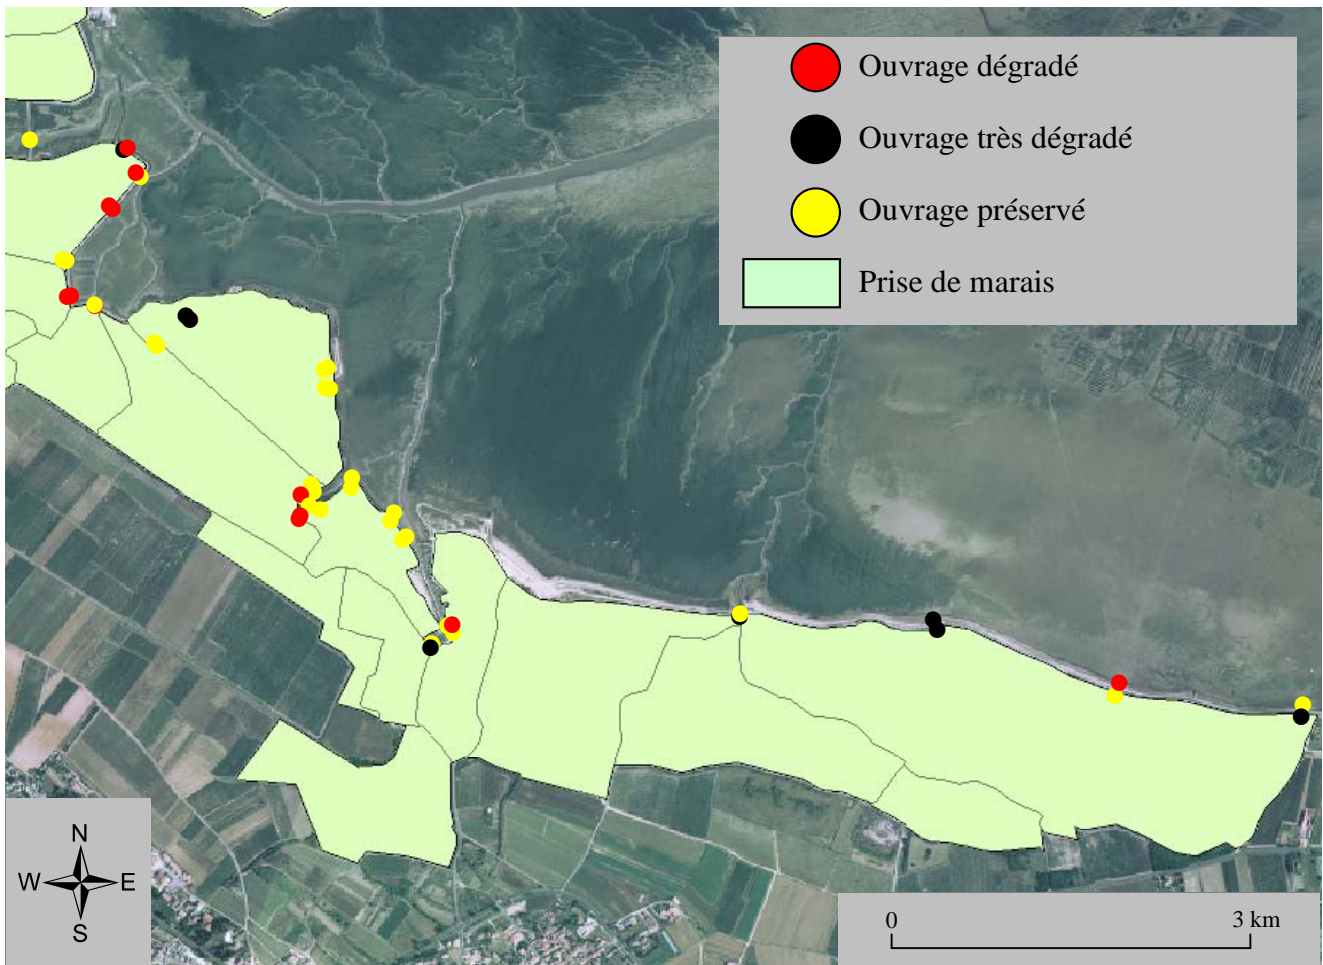 Ouvrage dégradé
Ouvrage très dégradé
Ouvrage préservé
Prise de marais
N
W E
S
0 3 km